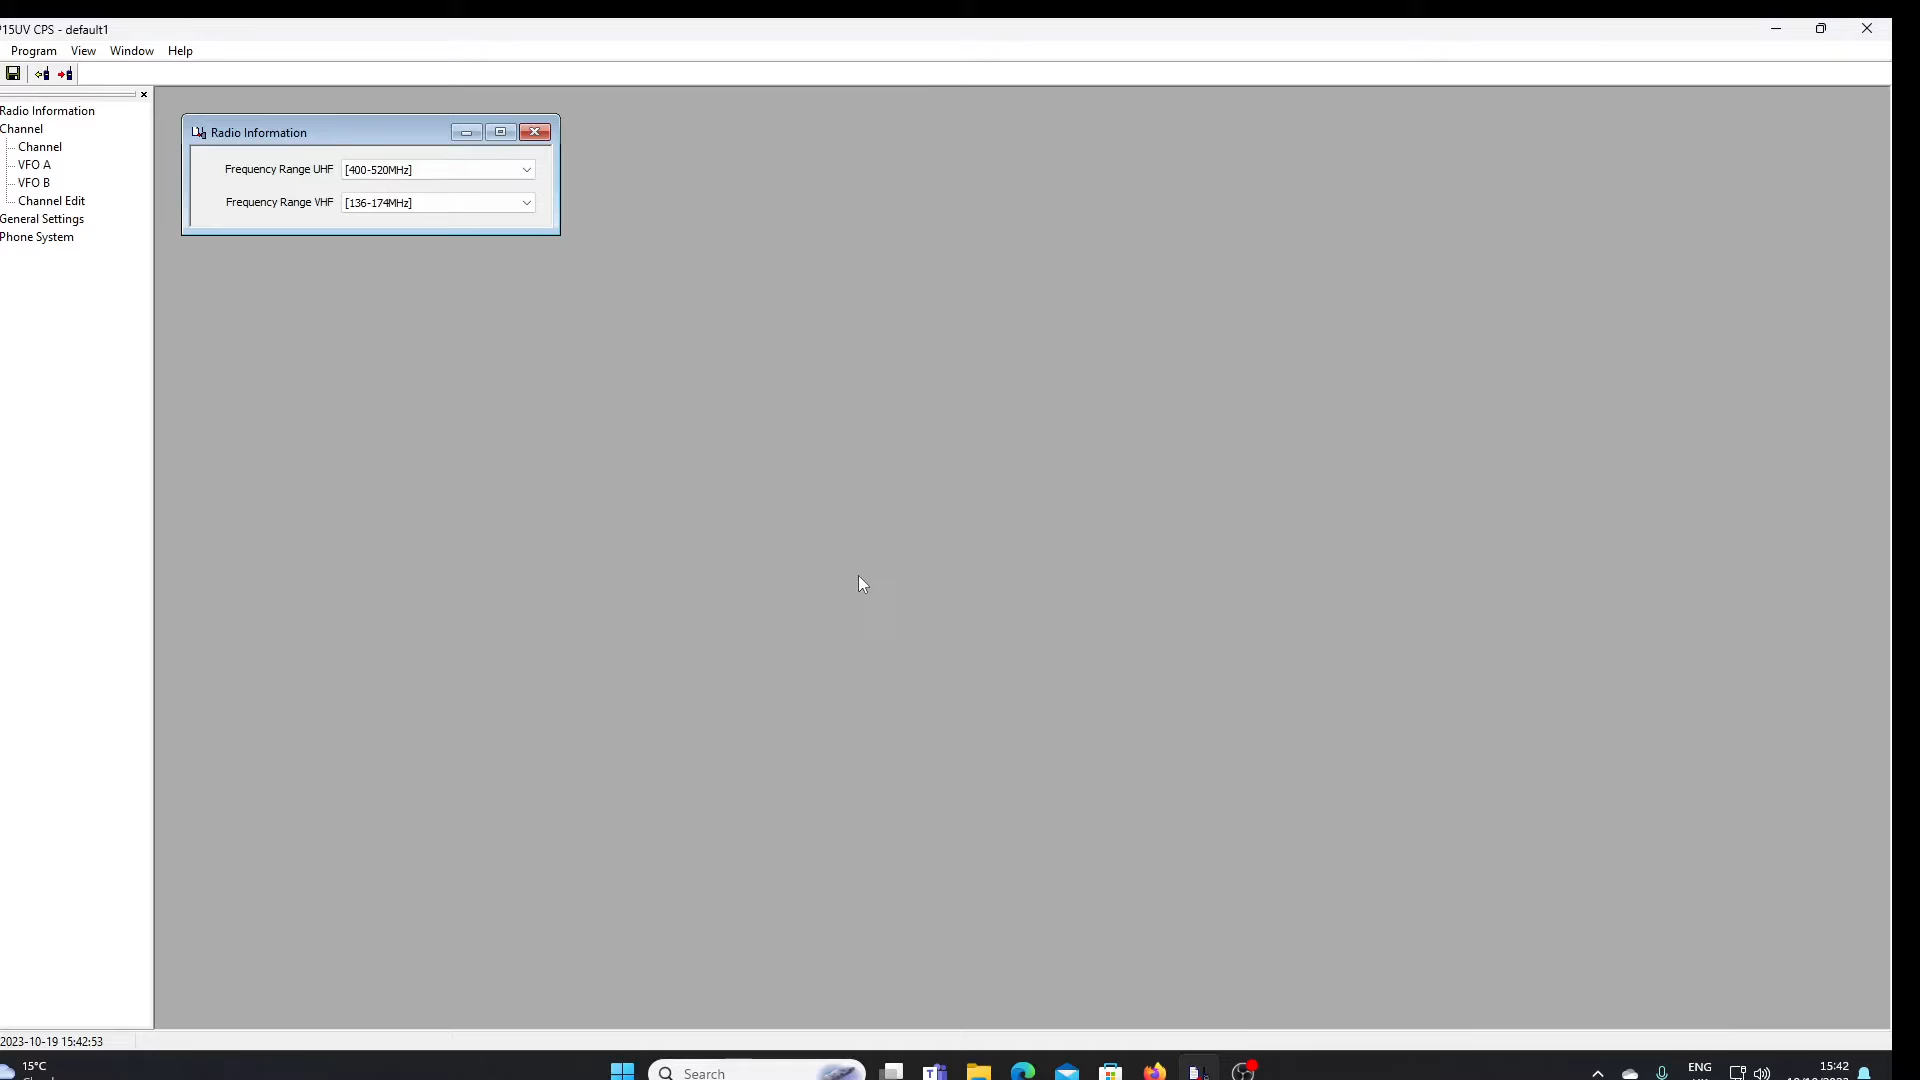 15UV CPS - default1
Program View Window Help
Radio Information
Channel
Channel
VFO A
VFO B
Channel Edit
General Settings
Phone System
Radio Information
Frequency Range UHF [400-520MHz]
Frequency Range VHF [136-174MHz]
2023-10-19 15:42:53
15°C
Search
ENG
15:42